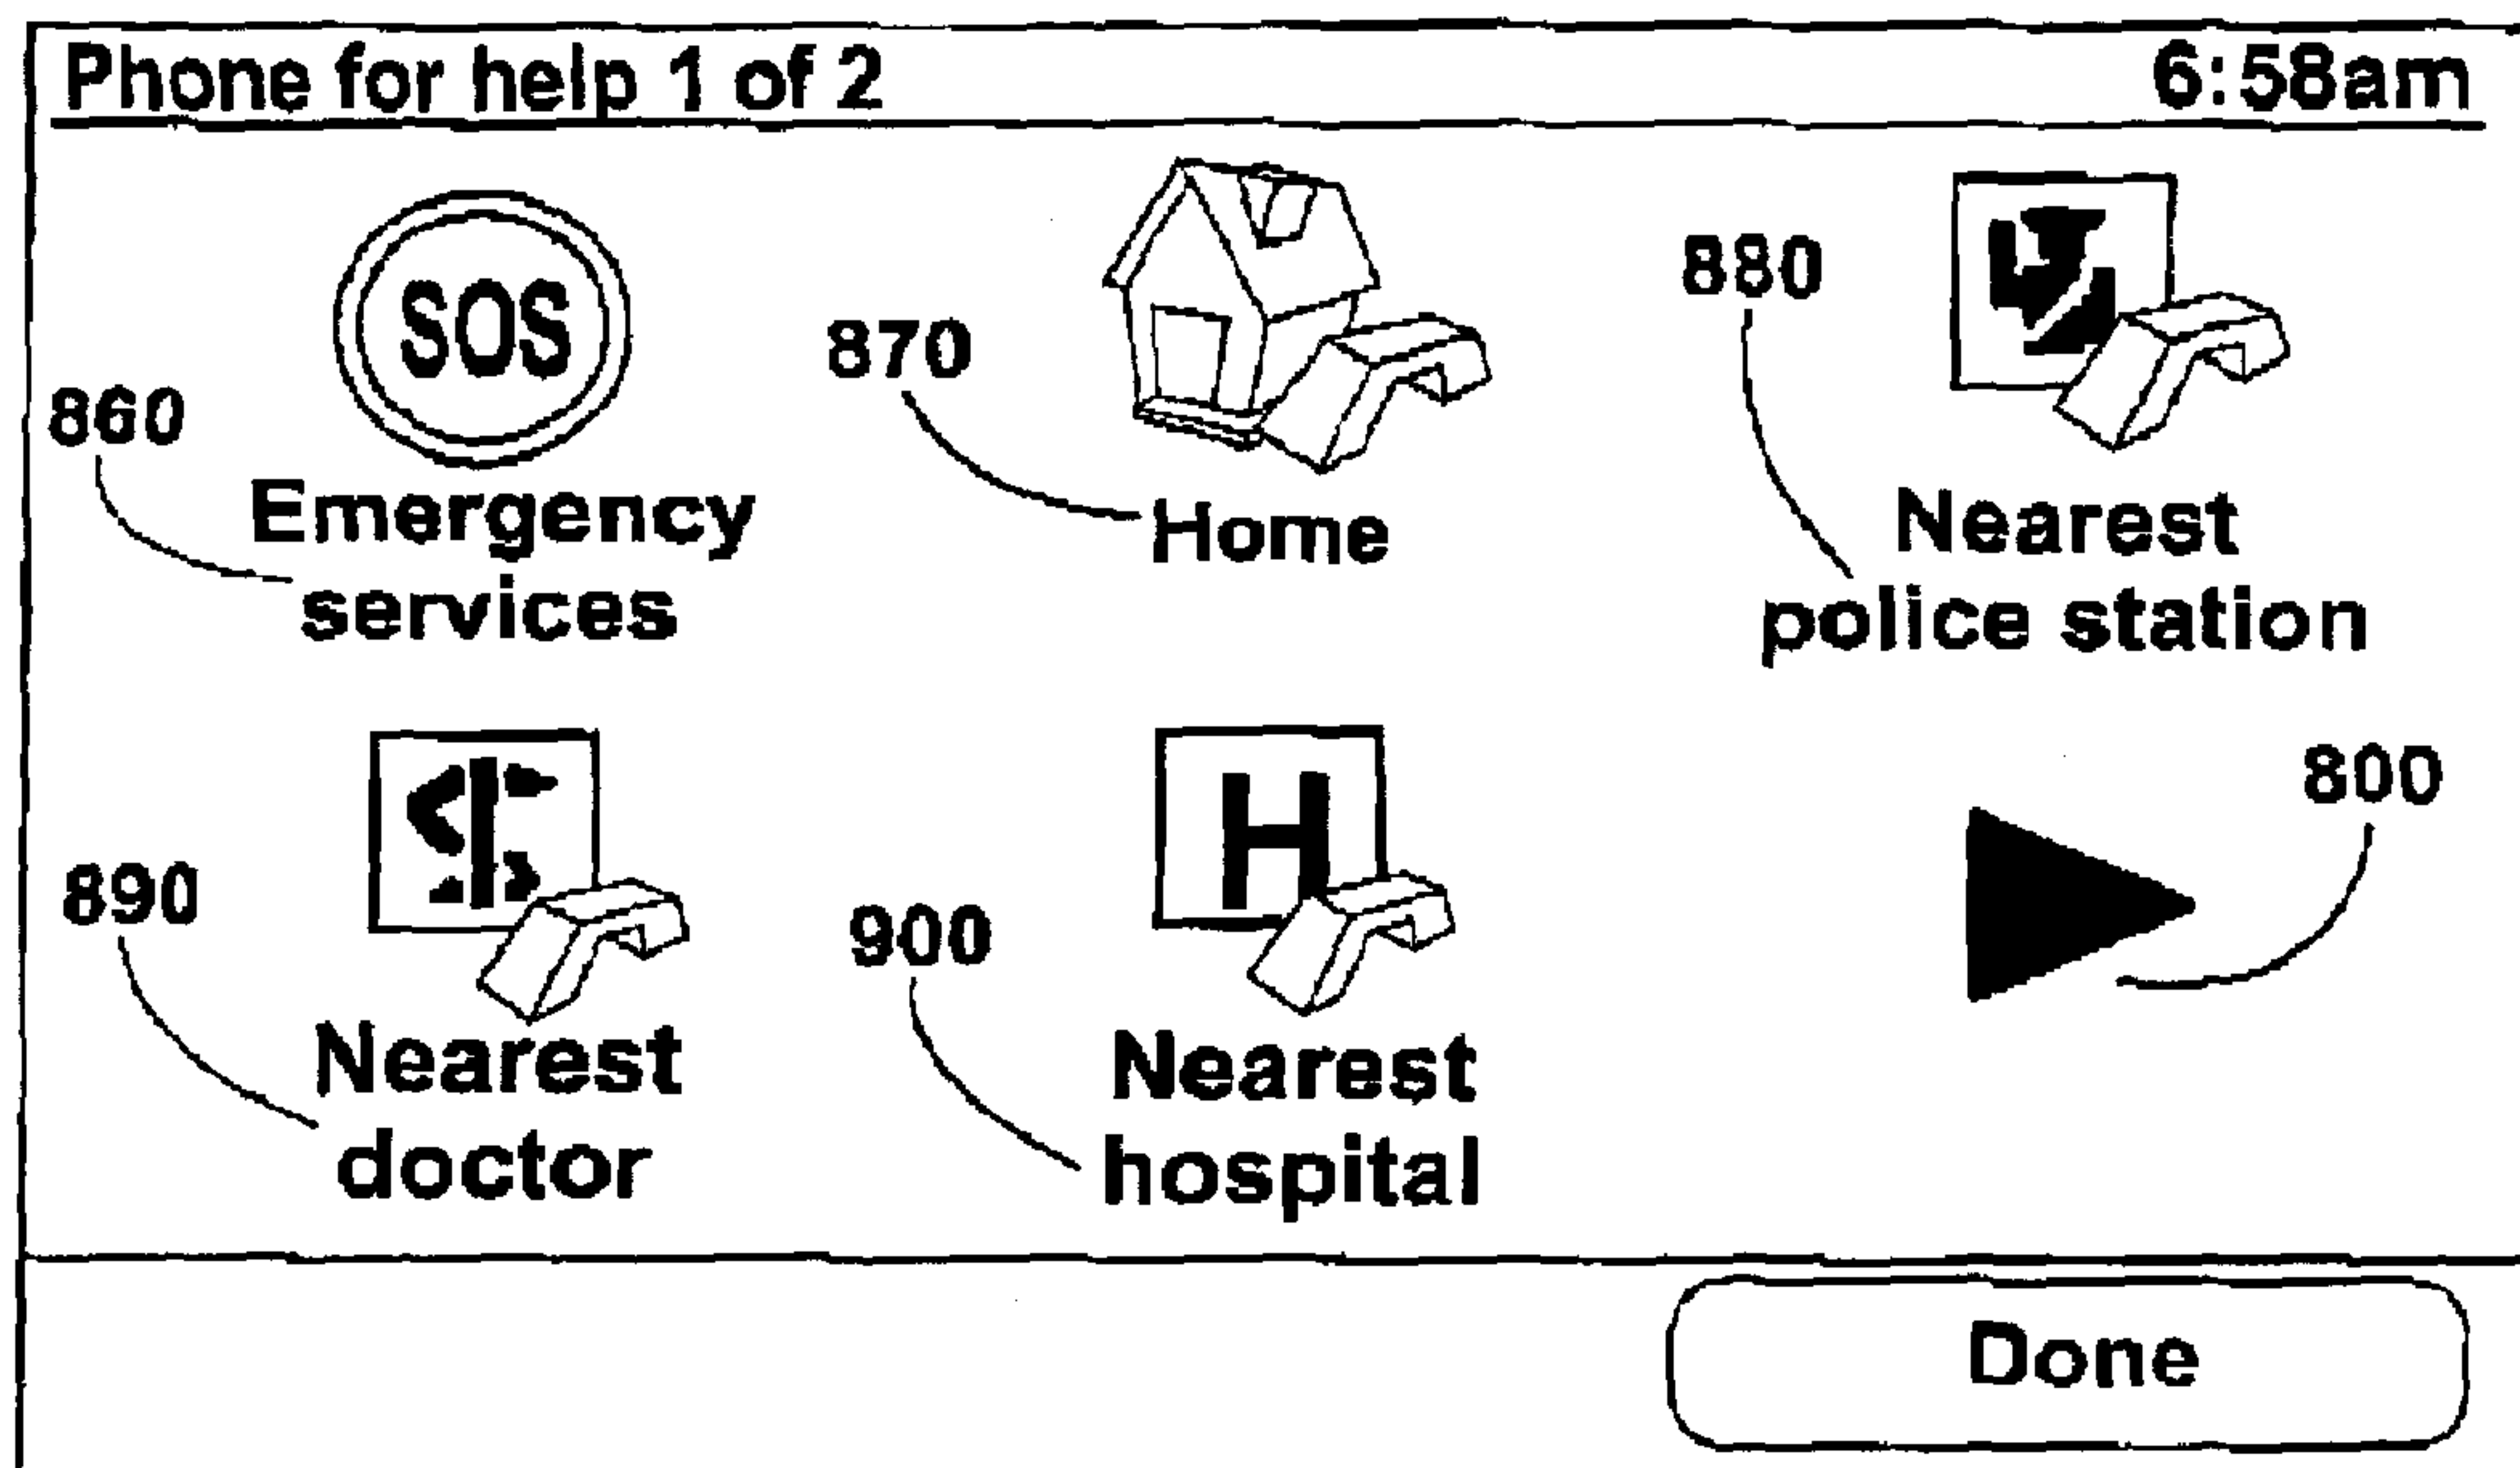 Phone for help 1 of 2 6:58am
SOS
860
Emergency
services
870
Home
880
Nearest
police station
890
Nearest
doctor
H
900
Nearest
hospital
800
Done